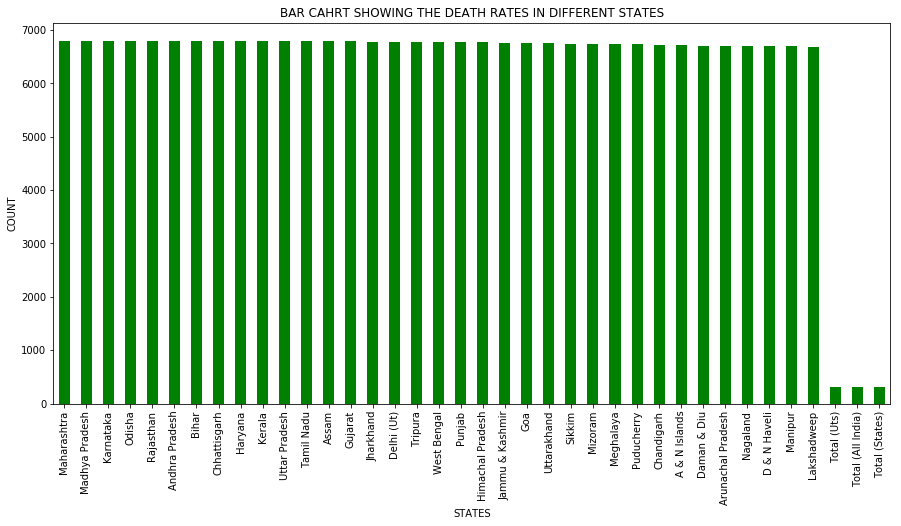 BAR CAHRT SHOWING THE DEATH RATES IN DIFFERENT STATES
7000
6000
5000
4000
3000
2000
1000
0
COUNT
Maharashtra
Madhya Pradesh
Karnataka
Odisha
Rajasthan
Andhra Pradesh
Bihar
Chhattisgarh
Haryana
Kerala
Uttar Pradesh
Tamil Nadu
Assam
Gujarat
Jharkhand
Delhi (Ut)
Tripura
West Bengal
Punjab
Himachal Pradesh
Jammu & Kashmir
Goa
Uttarakhand
Sikkim
Mizoram
Meghalaya
Puducherry
Chandigarh
A & N Islands
Daman & Diu
Arunachal Pradesh
Nagaland
D & N Haveli
Manipur
Lakshadweep
Total (Uts)
Total (All India)
Total (States)
STATES